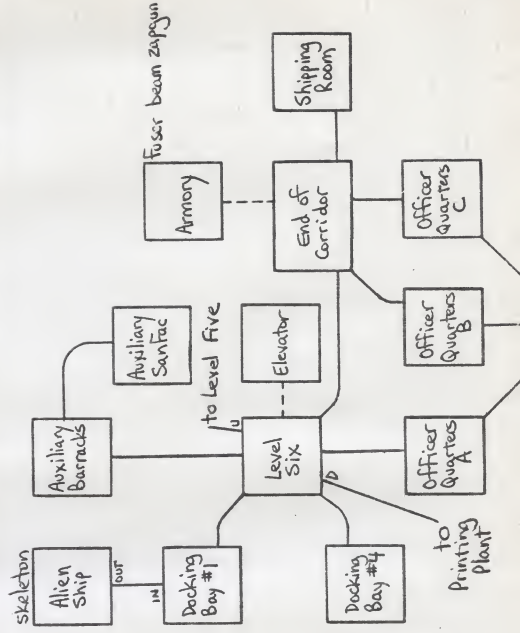 skeleton
Alien
Ship
OUT
IN
Docking
Bay #1
Docking
Bay #4
Auxiliary
Barracks
Auxiliary
SanFac
to Level Five
U
Level
Six
D
Elevator
to
Printing
Plant
Officer
Quarters
A
Officer
Quarters
B
Officer
Quarters
C
Fuser beam zapgun
Armory
End of
Corridor
Shipping
Room